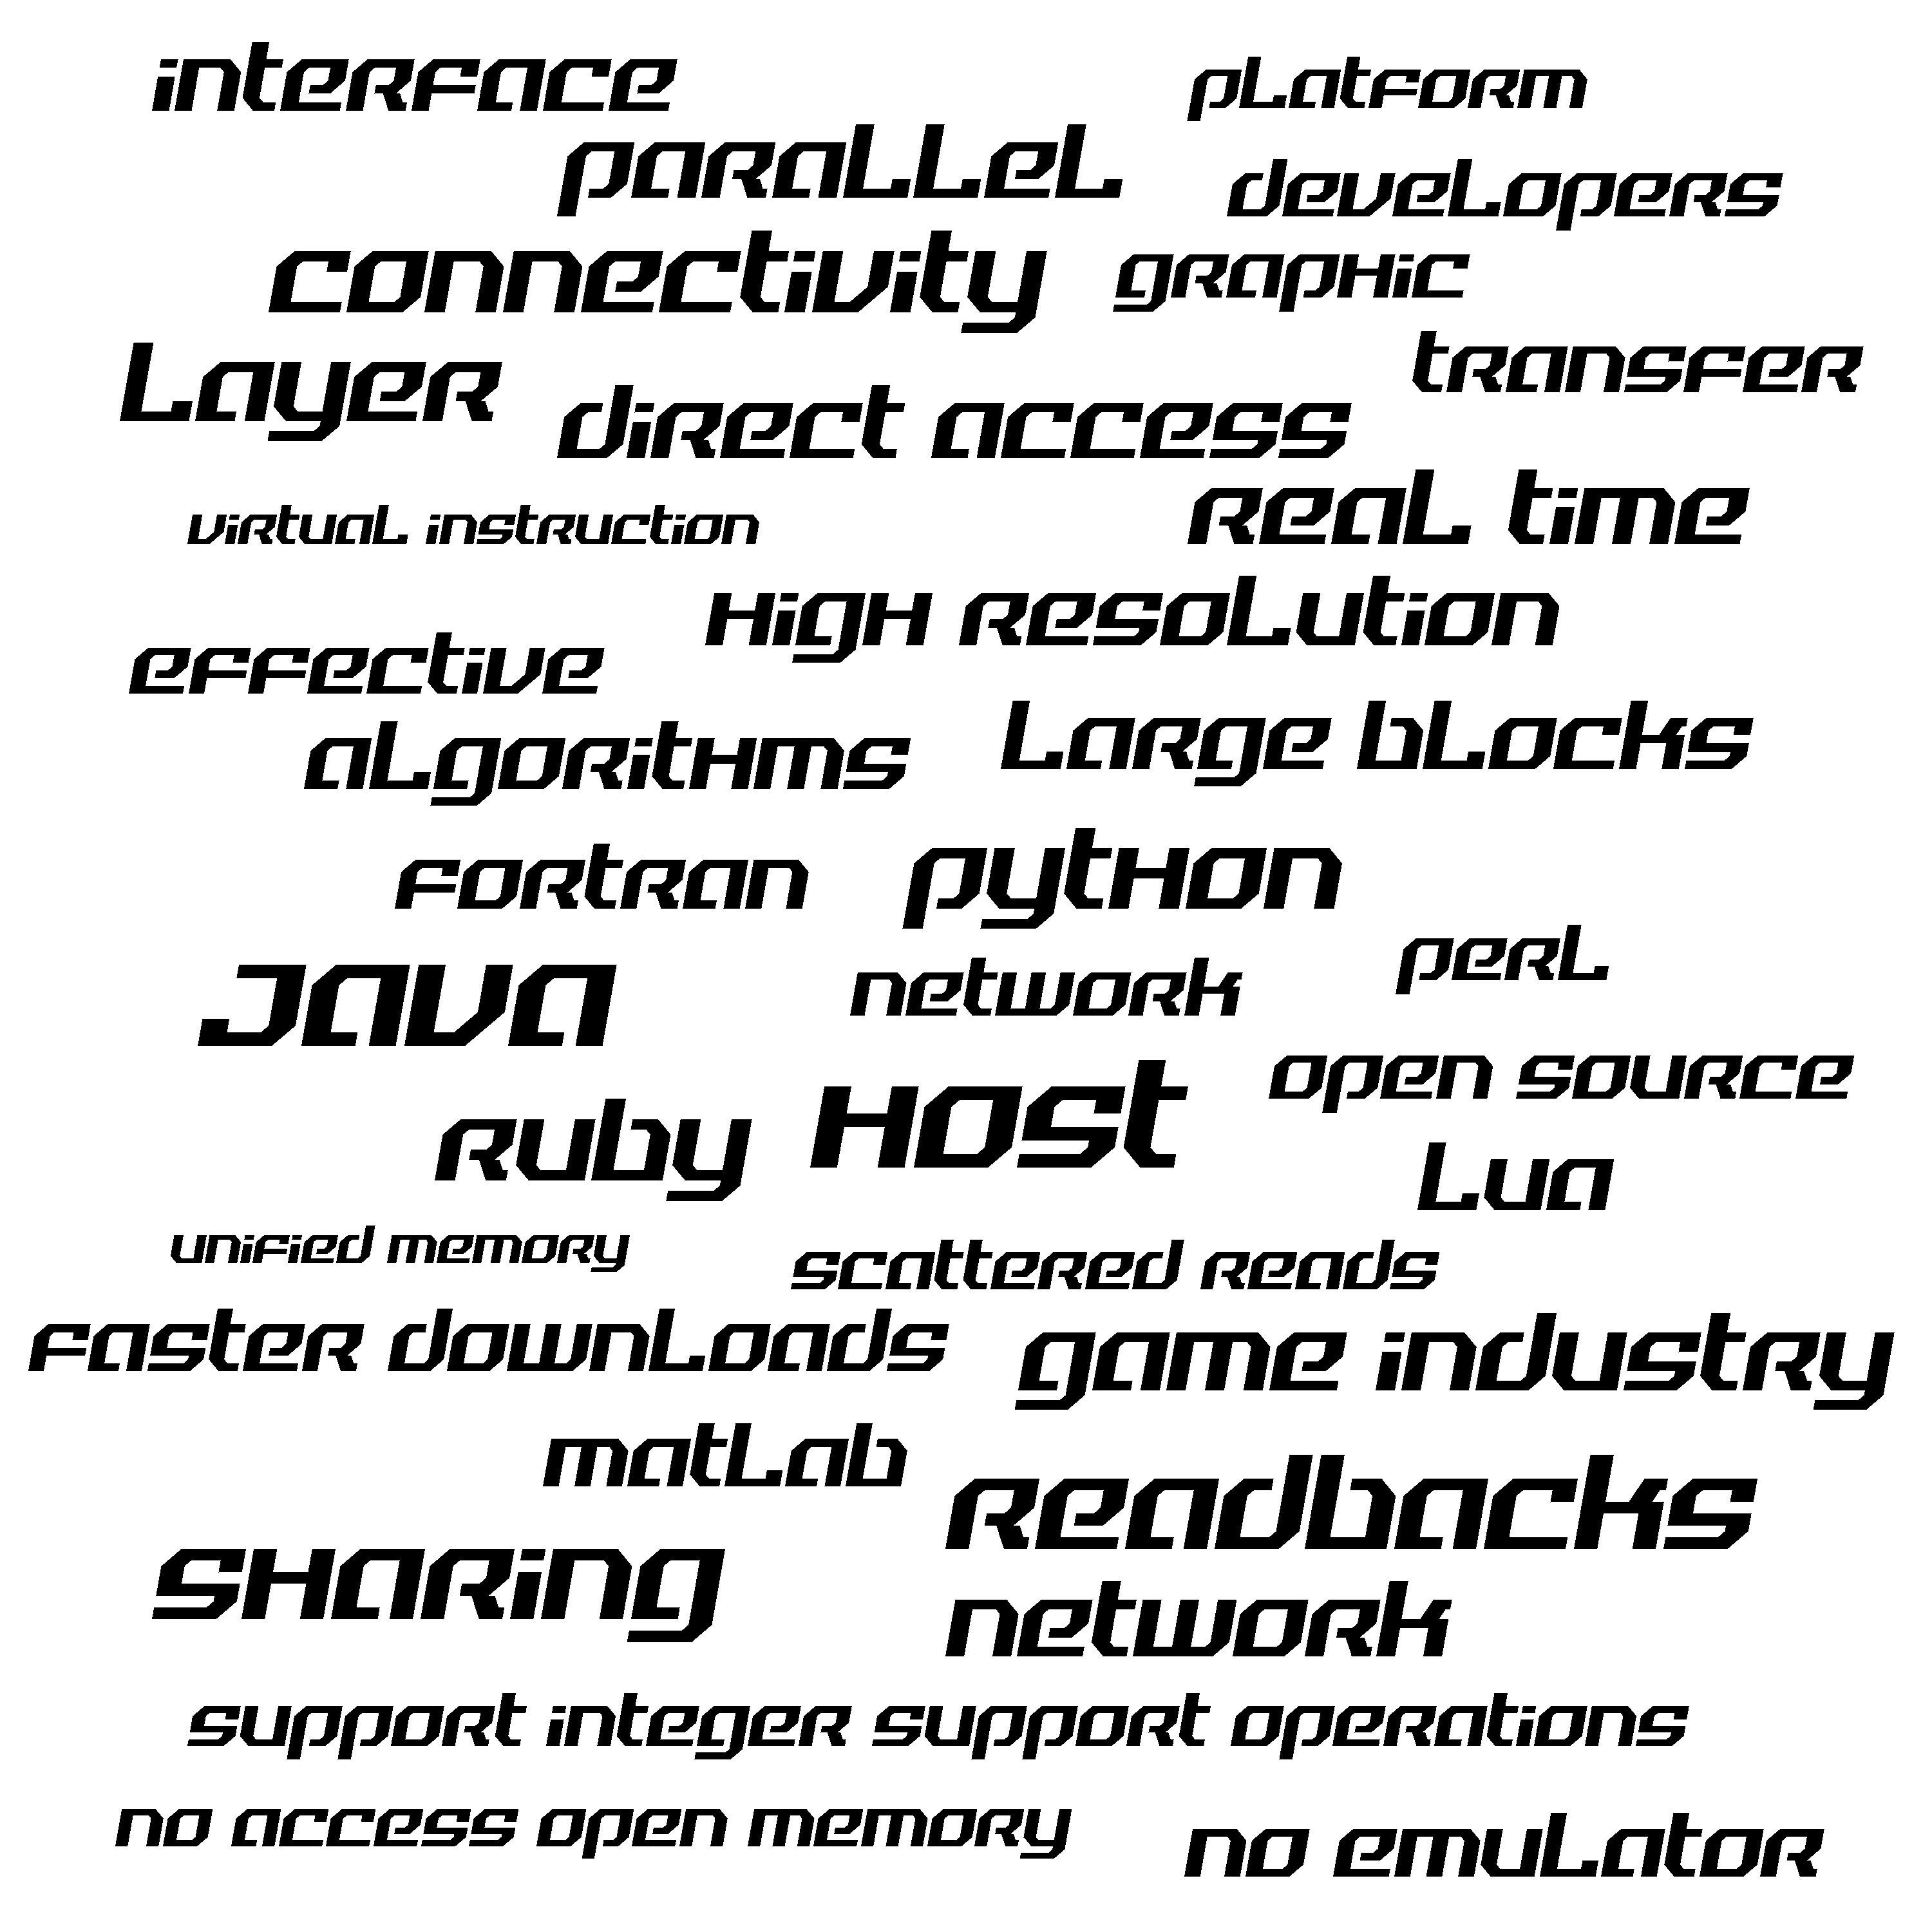 interface
platform
parallel
developers
connectivity
graphic
layer
transfer
direct access
real time
virtual instruction
high resolution
effective
large blocks
algorithms
fortran
python
perl
java
network
open source
host
ruby
lua
unified memory
scattered reads
faster downloads
game industry
matlab
readbacks
sharing
network
support integer support operations
no access open memory
no emulator